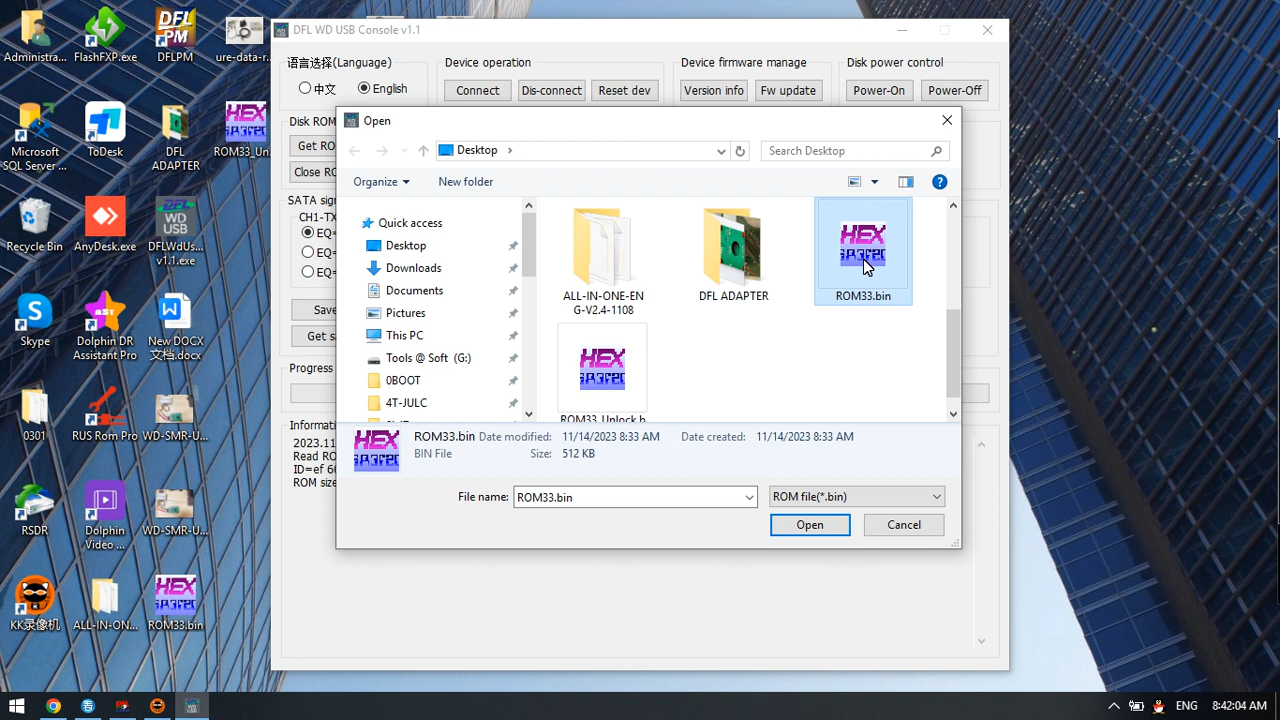 Administra...
FlashFXP.exe
DFLPM
ure-data-r...
Microsoft
SQL Server ...
ToDesk
DFL
ADAPTER
ROM33_Un...
Recycle Bin
AnyDesk.exe
DFLWdUs...
v1.1.exe
Skype
Dolphin DR
Assistant Pro
New DOCX
文档.docx
0301
RUS Rom Pro
WD-SMR-U...
RSDR
Dolphin
Video ...
WD-SMR-U...
KK录像机
ALL-IN-ON...
ROM33.bin
DFL WD USB Console v1.1
语言选择(Language)
中文
English
Device operation
Connect
Dis-connect
Reset dev
Device firmware manage
Version info
Fw update
Disk power control
Power-On
Power-Off
Disk ROM
Get RO
Close RO
SATA sign
CH1-TX
EQ=
EQ=
EQ=
Save
Get s
Progress
Informati
2023.11
Read RO
ID=ef 60
ROM size
Open
Desktop
Search Desktop
Organize
New folder
Quick access
Desktop
Downloads
Documents
Pictures
This PC
Tools @ Soft (G:)
0BOOT
4T-JULC
ALL-IN-ONE-EN
G-V2.4-1108
DFL ADAPTER
ROM33.bin
ROM33_Unlock.b
ROM33.bin
BIN File
Date modified: 11/14/2023 8:33 AM
Size: 512 KB
Date created: 11/14/2023 8:33 AM
File name: ROM33.bin
ROM file(*.bin)
Open
Cancel
ENG
8:42:04 AM